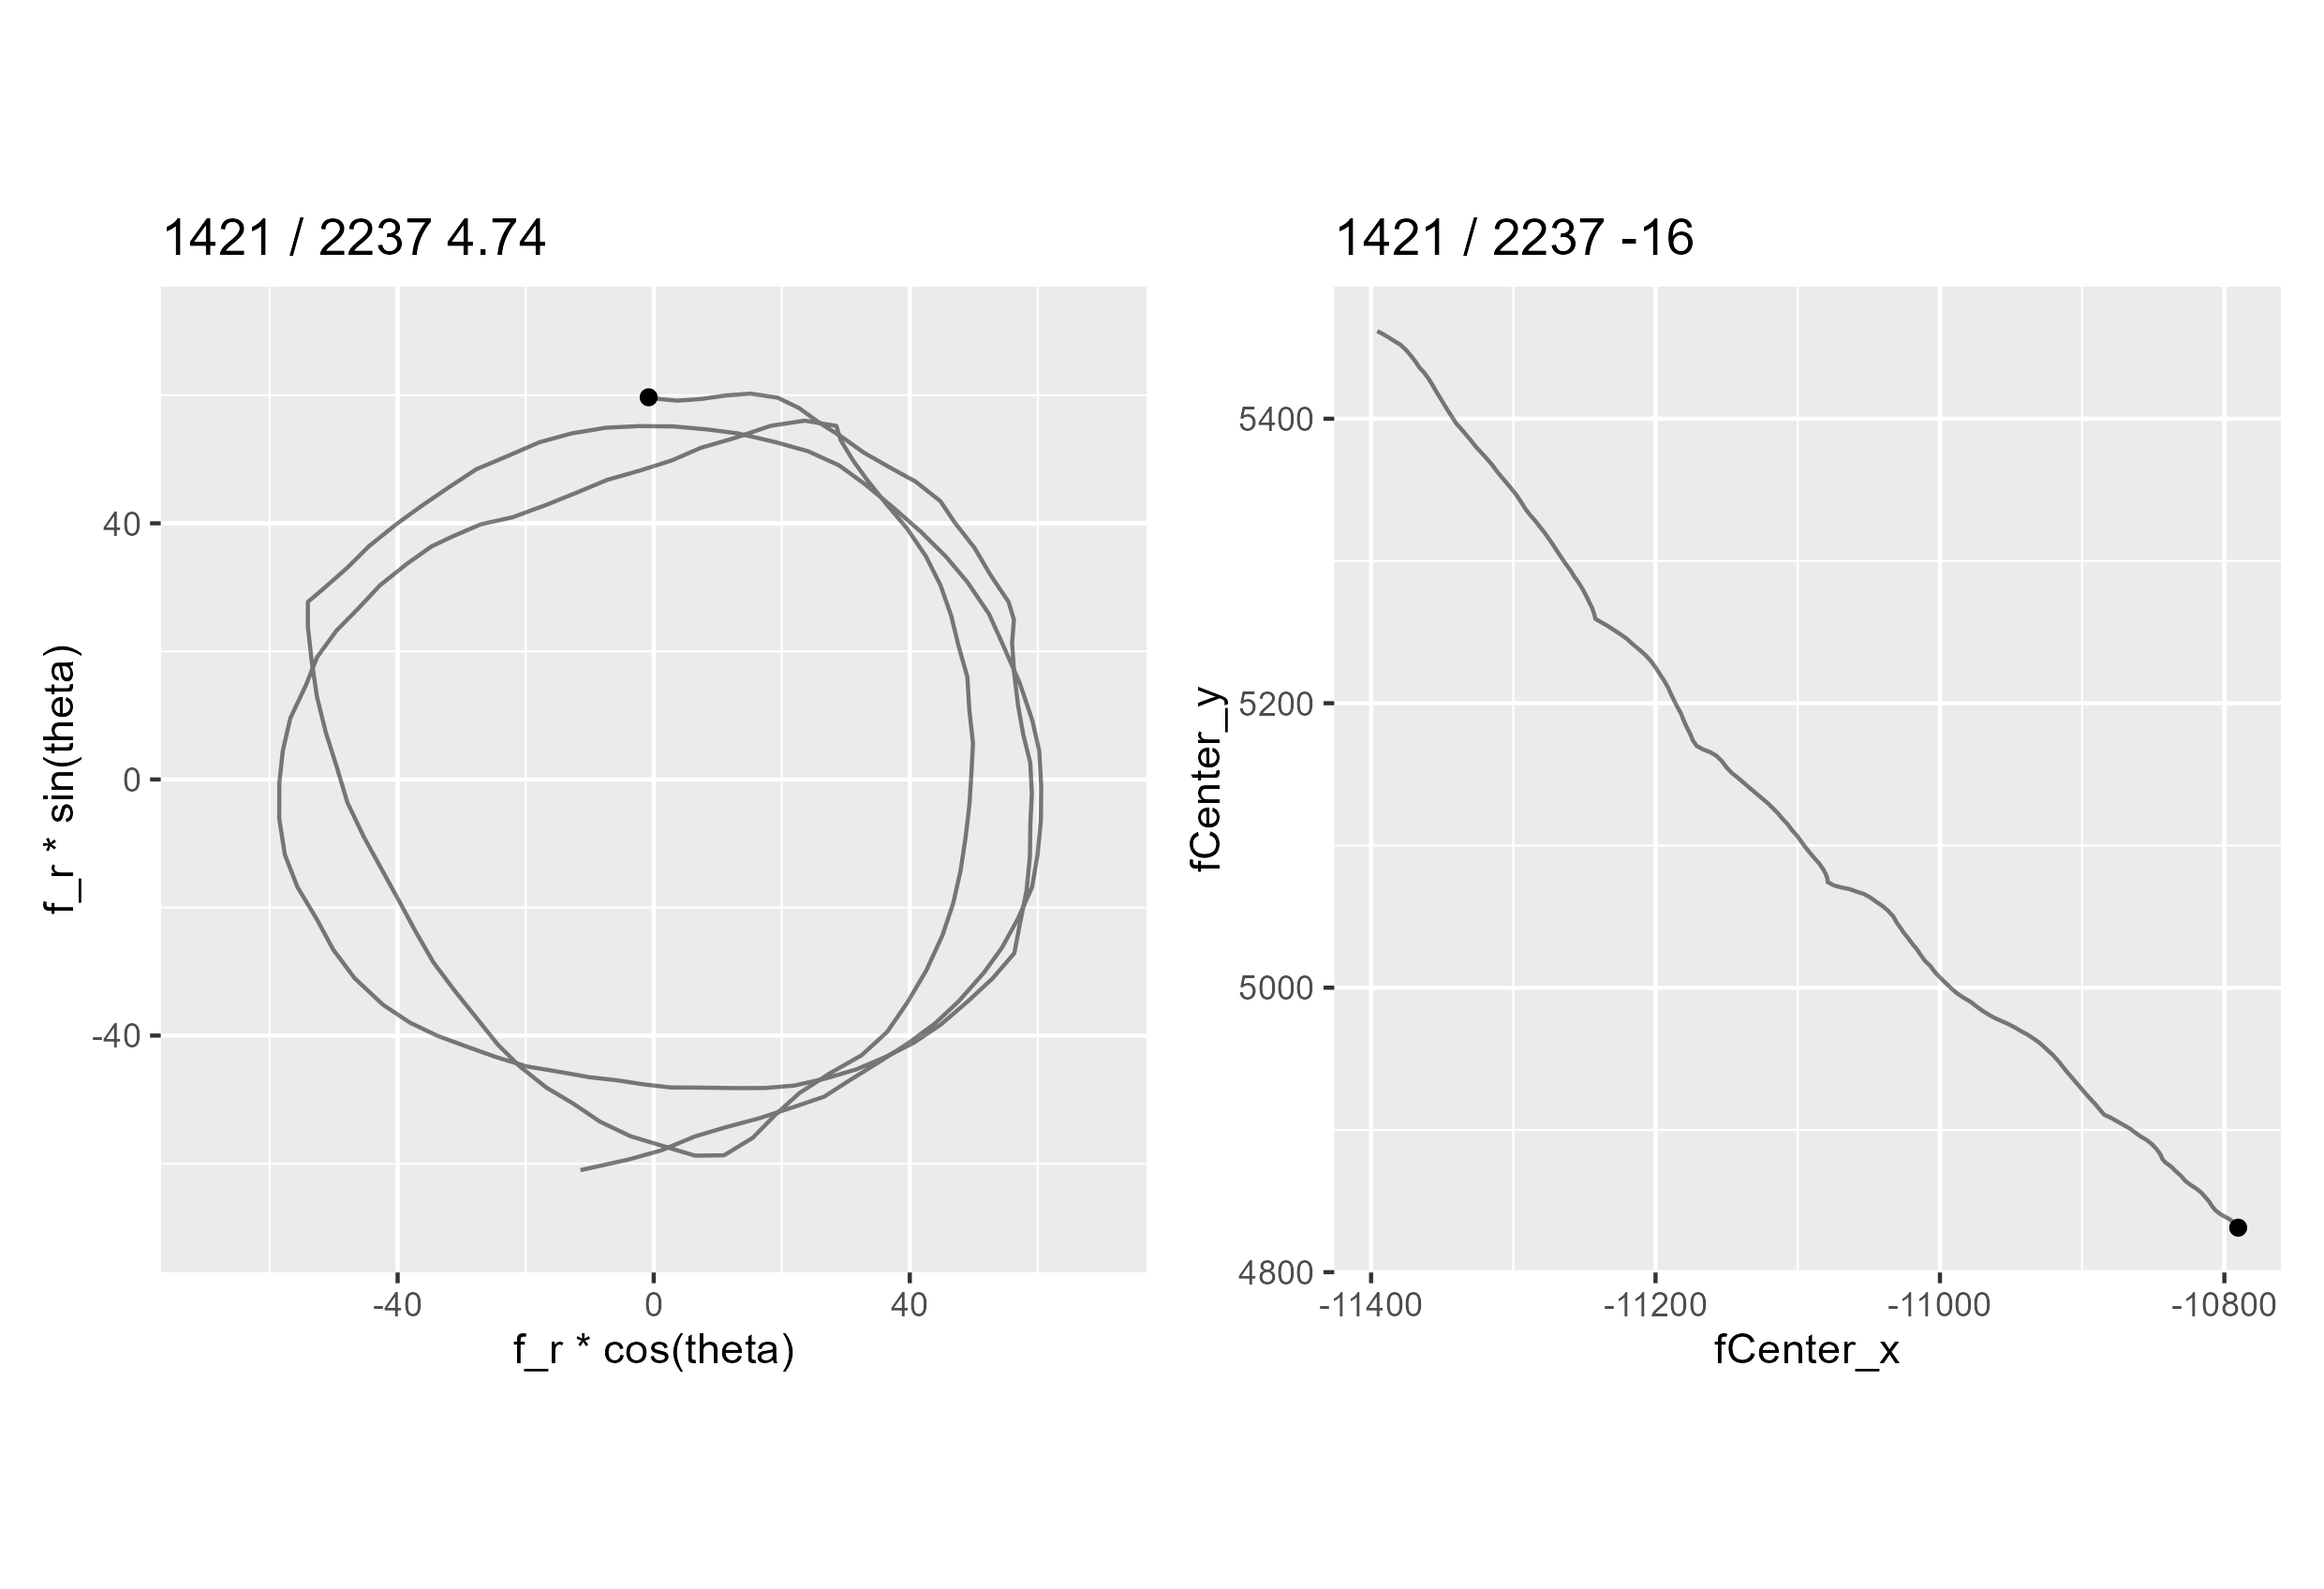 1421 / 2237 4.74
f_r * sin(theta)
40
0
-40
-40
0
40
f_r * cos(theta)
1421 / 2237 -16
fCenter_y
5400
5200
5000
4800
-11400
-11200
-11000
-10800
fCenter_x